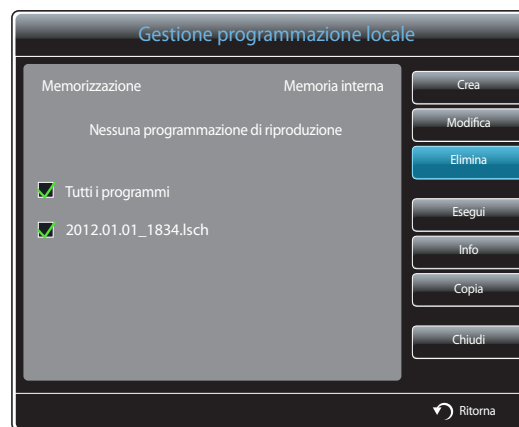 Gestione programmazione locale
Memorizzazione Memoria interna
Nessuna programmazione di riproduzione
Tutti i programmi
2012.01.01_1834.lsch
Crea
Modifica
Elimina
Esegui
Info
Copia
Chiudi
Ritorna